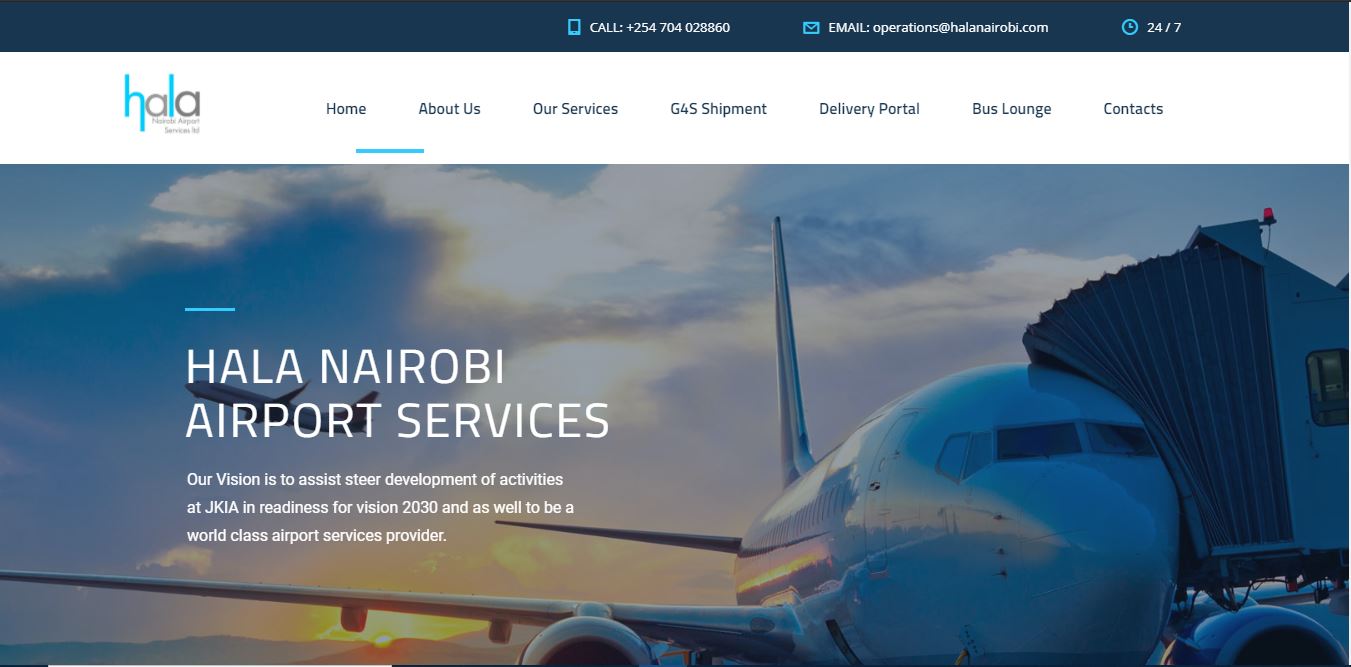 CALL: +254 704 028860
EMAIL: operations@halanairobi.com
24 / 7
hala
Nairobi Airport
Services ltd
Home
About Us
Our Services
G4S Shipment
Delivery Portal
Bus Lounge
Contacts
HALA NAIROBI
AIRPORT SERVICES
Our Vision is to assist steer development of activities
at JKIA in readiness for vision 2030 and as well to be a
world class airport services provider.